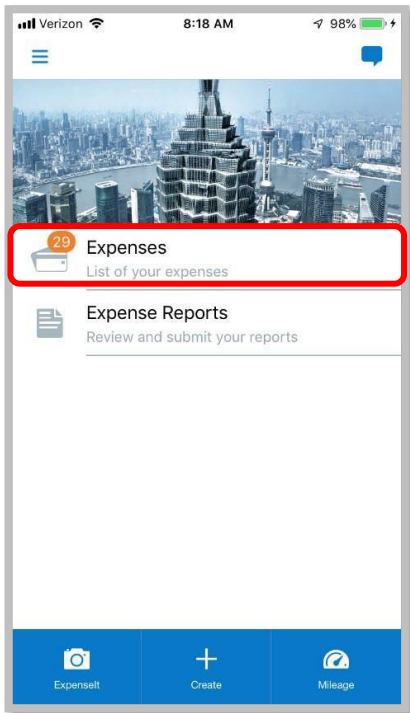 Verizon 8:18 AM 98%
29
Expenses
List of your expenses
Expense Reports
Review and submit your reports
ExpenseIt Create Mileage